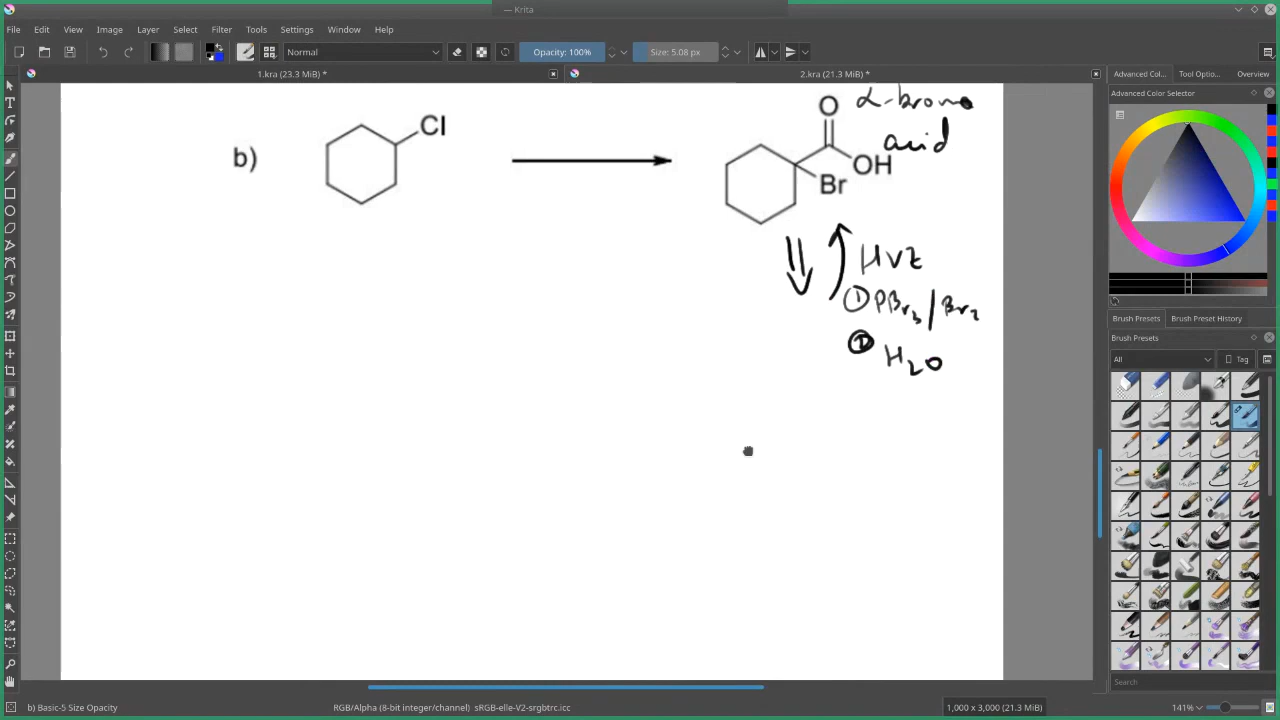 — Krita
File Edit View Image Layer Select Filter Tools Settings Window Help
Normal Opacity: 100% Size: 5.08 px
1.kra (23.3 MiB) * 2.kra (21.3 MiB) *
Advanced Col... Tool Optio... Overview
Advanced Color Selector
α-bromo
acid
b) Cl
O
OH
Br
HVZ
① PBr3/Br2
② H2O
Brush Presets Brush Preset History
Brush Presets
All Tag
Search
b) Basic-5 Size Opacity RGB/Alpha (8-bit integer/channel) sRGB-elle-V2-srgbtrc.icc 1,000 x 3,000 (21.3 MiB) 141%